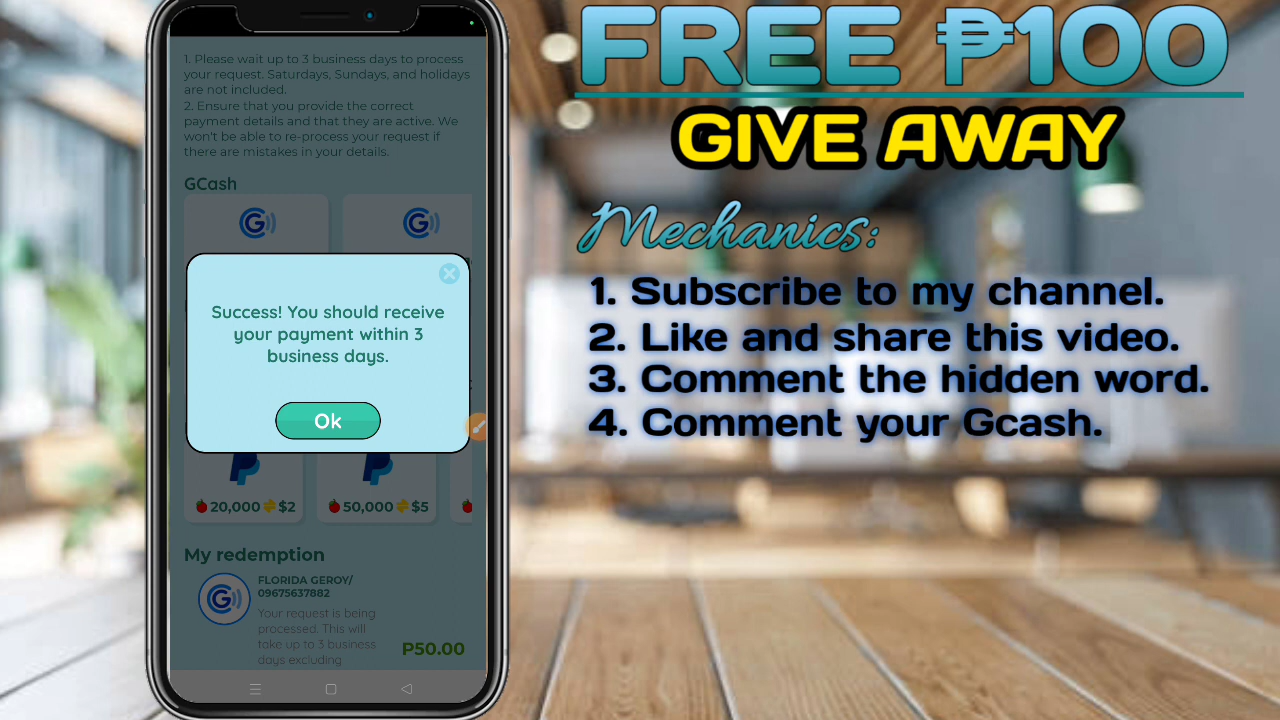 1. Please wait up to 3 business days to process
your request. Saturdays, Sundays, and holidays
are not included.
2. Ensure that you provide the correct
payment details and that they are active. We
won't be able to re-process your request if
there are mistakes in your details.
GCash
Success! You should receive
your payment within 3
business days.
Ok
20,000 $2
50,000 $5
My redemption
FLORIDA GEROY/
09675637882
Your request is being
processed. This will
take up to 3 business
days excluding
P50.00
FREE ₱100
GIVE AWAY
Mechanics:
1. Subscribe to my channel.
2. Like and share this video.
3. Comment the hidden word.
4. Comment your Gcash.